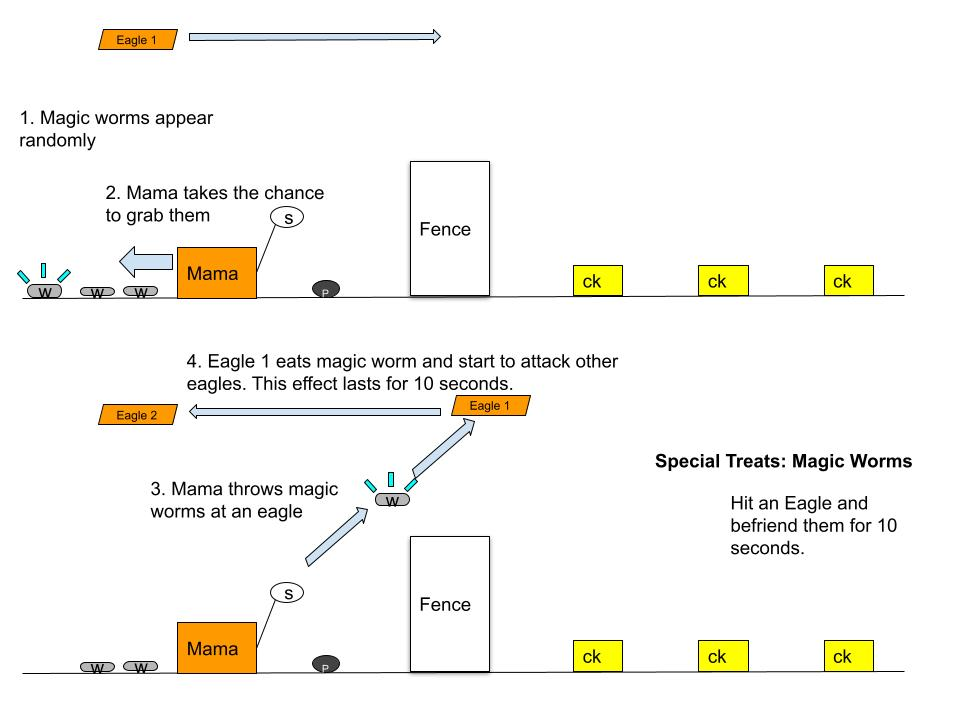 Eagle 1
1. Magic worms appear
randomly
2. Mama takes the chance
to grab them
s
Fence
Mama
W
W
W
P
ck
ck
ck
4. Eagle 1 eats magic worm and start to attack other
eagles. This effect lasts for 10 seconds.
Eagle 2
Eagle 1
Special Treats: Magic Worms
3. Mama throws magic
worms at an eagle
W
Hit an Eagle and
befriend them for 10
seconds.
s
Fence
Mama
W
W
P
ck
ck
ck